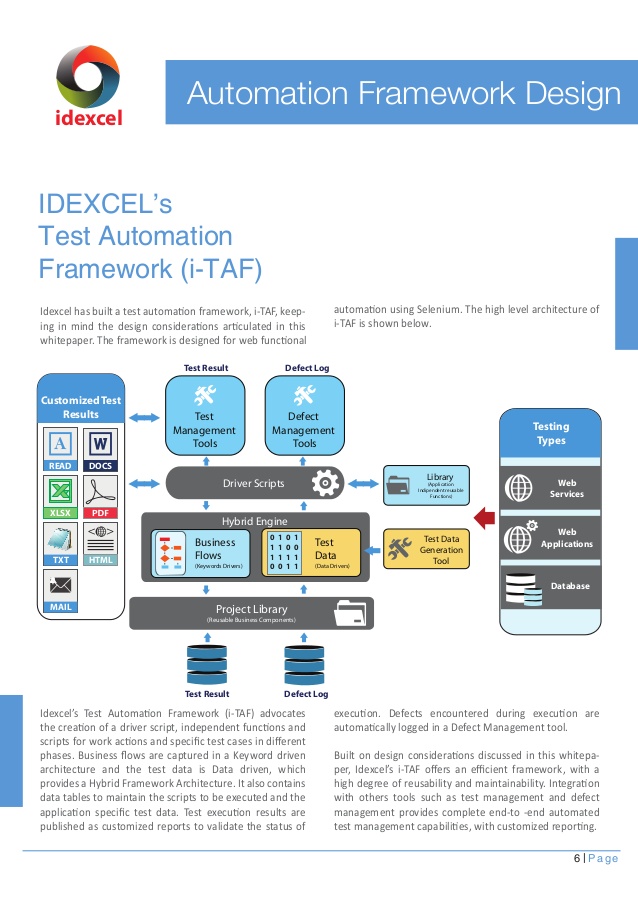 idexcel
Automation Framework Design
IDEXCEL’s
Test Automation
Framework (i-TAF)
Idexcel has built a test automation framework, i-TAF, keep-
ing in mind the design considerations articulated in this
whitepaper. The framework is designed for web functional
automation using Selenium. The high level architecture of
i-TAF is shown below.
Customized Test
Results
A
READ
W
DOCS
XLSX
PDF
TXT
HTML
MAIL
Test Result
Defect Log
Test
Management
Tools
Defect
Management
Tools
Driver Scripts
Library
(Application
Independent reusable
Functions)
Hybrid Engine
Business
Flows
(Keywords Drivers)
0 1 0 1
1 1 0 0
1 1 1 1
0 0 1 1
Test
Data
(Data Drivers)
Test Data
Generation
Tool
Project Library
(Reusable Business Components)
Test Result
Defect Log
Testing
Types
Web
Services
Web
Applications
Database
Idexcel’s Test Automation Framework (i-TAF) advocates
the creation of a driver script, independent functions and
scripts for work actions and specific test cases in different
phases. Business flows are captured in a Keyword driven
architecture and the test data is Data driven, which
provides a Hybrid Framework Architecture. It also contains
data tables to maintain the scripts to be executed and the
application specific test data. Test execution results are
published as customized reports to validate the status of
execution. Defects encountered during execution are
automatically logged in a Defect Management tool.
Built on design considerations discussed in this whitepa-
per, Idexcel’s i-TAF offers an efficient framework, with a
high degree of reusability and maintainability. Integration
with others tools such as test management and defect
management provides complete end-to -end automated
test management capabilities, with customized reporting.
6 | Page